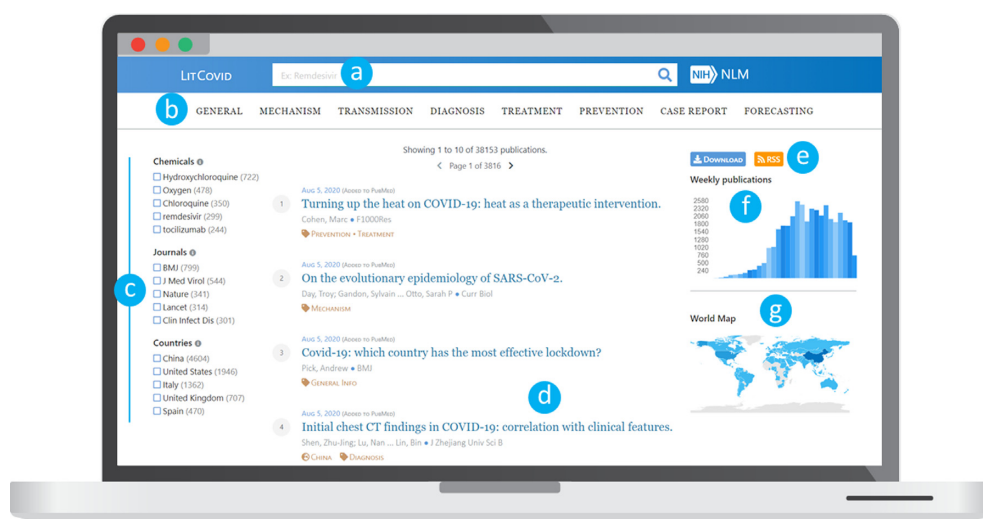 LitCovid
Ex: Remdesivir
a
NIH NLM
b
GENERAL MECHANISM TRANSMISSION DIAGNOSIS TREATMENT PREVENTION CASE REPORT FORECASTING
c
Chemicals
Hydroxychloroquine (722)
Oxygen (478)
Chloroquine (350)
remdesivir (299)
tocilizumab (244)
Journals
BMJ (799)
J Med Virol (544)
Nature (341)
Lancet (314)
Clin Infect Dis (301)
Countries
China (4604)
United States (1946)
Italy (1362)
United Kingdom (707)
Spain (470)
Showing 1 to 10 of 38153 publications.
Page 1 of 3816
1
Aug 5, 2020 (Added to PubMed)
Turning up the heat on COVID-19: heat as a therapeutic intervention.
Cohen, Marc • F1000Res
Prevention • Treatment
2
Aug 5, 2020 (Added to PubMed)
On the evolutionary epidemiology of SARS-CoV-2.
Day, Troy; Gandon, Sylvain ... Otto, Sarah P • Curr Biol
Mechanism
3
Aug 5, 2020 (Added to PubMed)
Covid-19: which country has the most effective lockdown?
Pick, Andrew • BMJ
General Info
d
4
Aug 5, 2020 (Added to PubMed)
Initial chest CT findings in COVID-19: correlation with clinical features.
Shen, Zhu-Jing; Lu, Nan ... Lin, Bin • J Zhejiang Univ Sci B
China Diagnosis
Download RSS
e
Weekly publications
f
2580
2320
2060
1800
1540
1280
1020
760
500
240
World Map
g